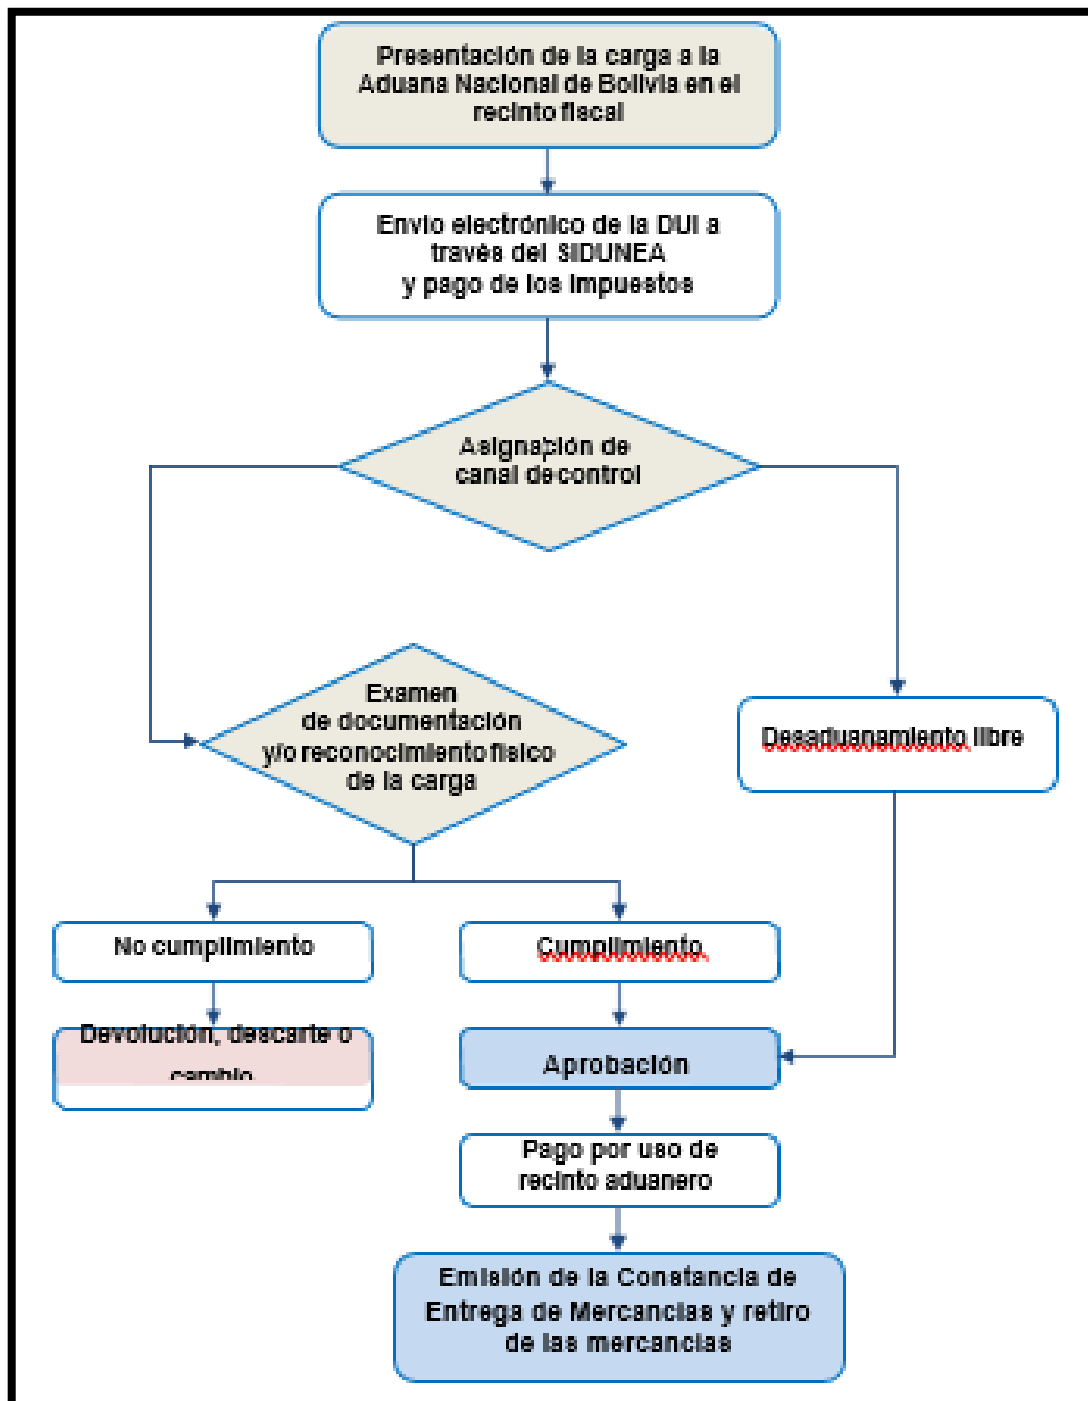 Presentación de la carga a la
Aduana Nacional de Bolivia en el
recinto fiscal
Envío electrónico de la DUI a
través del SIDUNEA
y pago de los impuestos
Asignación de
canal de control
Examen
de documentación
y/o reconocimiento físico
de la carga
Desaduanamiento libre
No cumplimiento
Cumplimiento
Devolución, descarte o
cambio
Aprobación
Pago por uso de
recinto aduanero
Emisión de la Constancia de
Entrega de Mercancías y retiro
de las mercancías